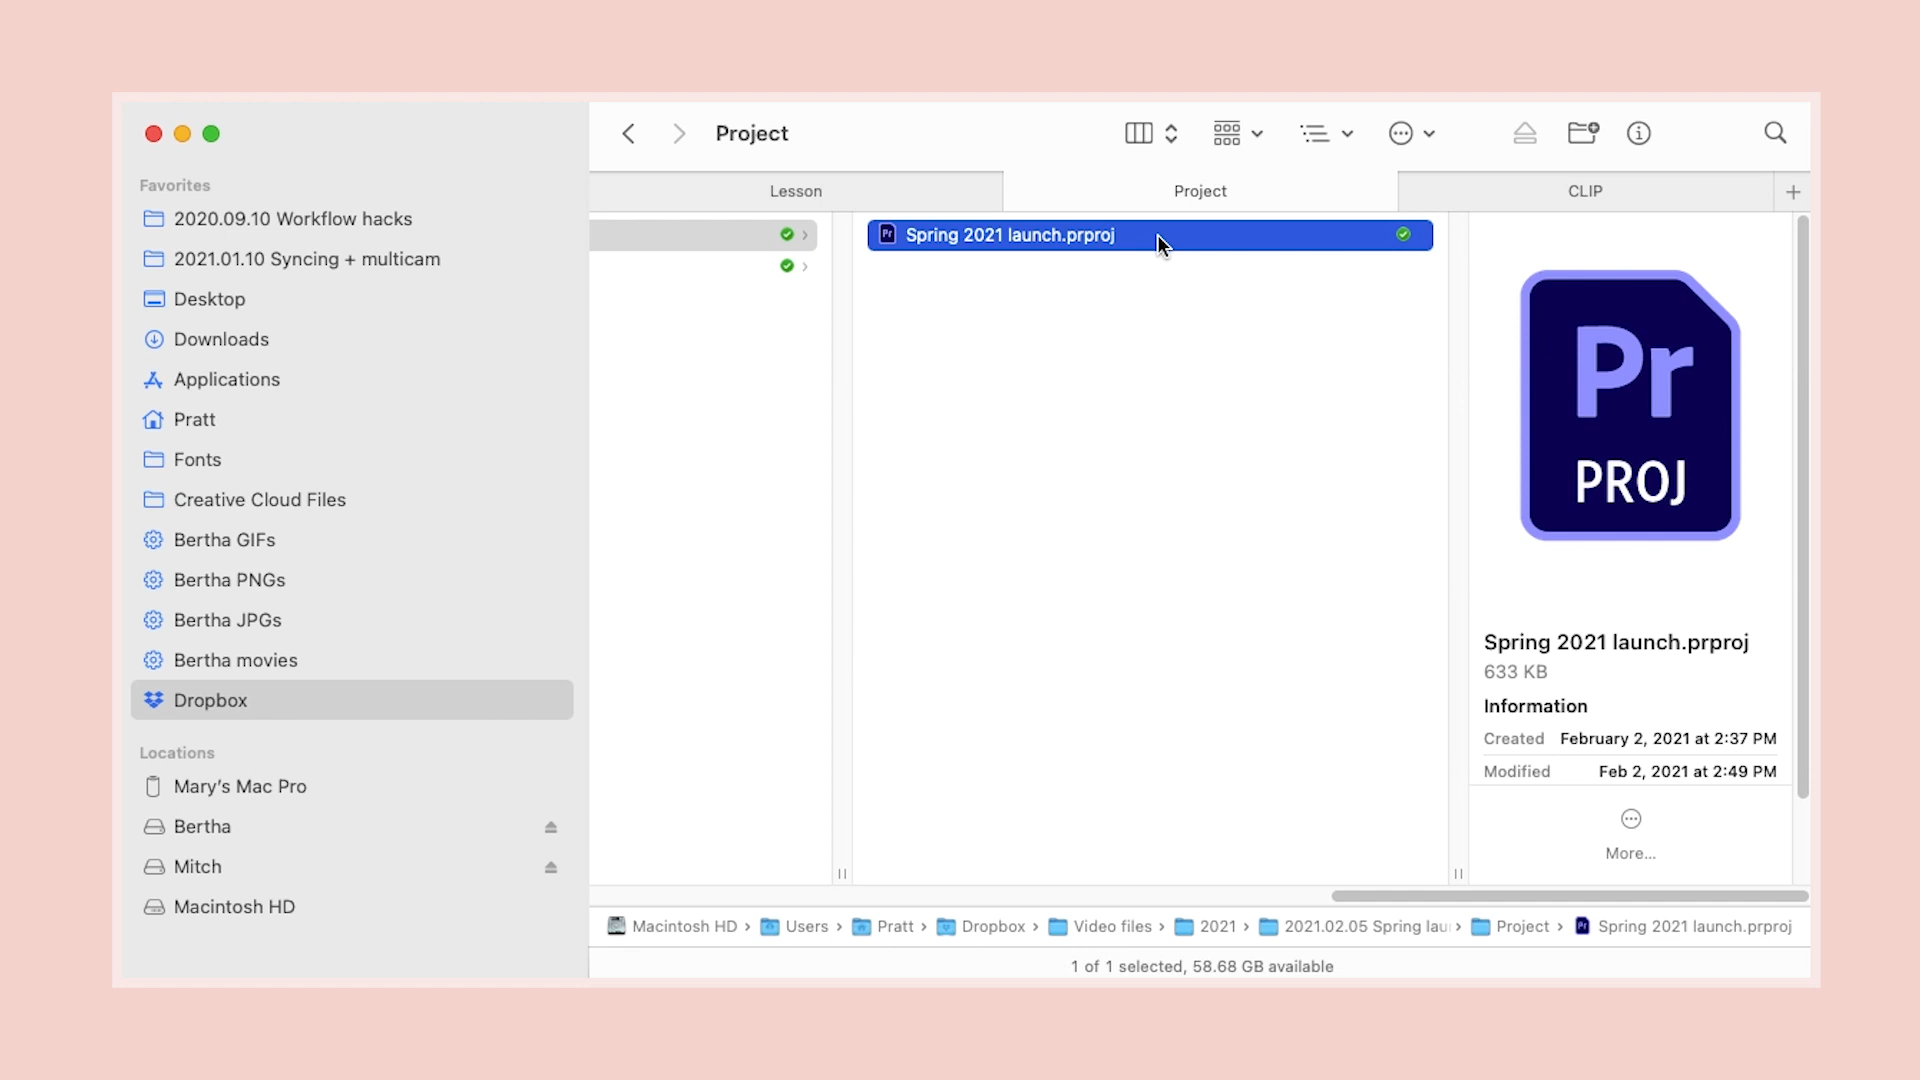 Project
Lesson
Project
CLIP
Favorites
2020.09.10 Workflow hacks
2021.01.10 Syncing + multicam
Desktop
Downloads
Applications
Pratt
Fonts
Creative Cloud Files
Bertha GIFs
Bertha PNGs
Bertha JPGs
Bertha movies
Dropbox
Locations
Mary's Mac Pro
Bertha
Mitch
Macintosh HD
Pr Spring 2021 launch.prproj
Pr
PROJ
Spring 2021 launch.prproj
633 KB
Information
Created February 2, 2021 at 2:37 PM
Modified Feb 2, 2021 at 2:49 PM
More...
Macintosh HD › Users › Pratt › Dropbox › Video files › 2021 › 2021.02.05 Spring lau › Project › Pr Spring 2021 launch.prproj
1 of 1 selected, 58.68 GB available